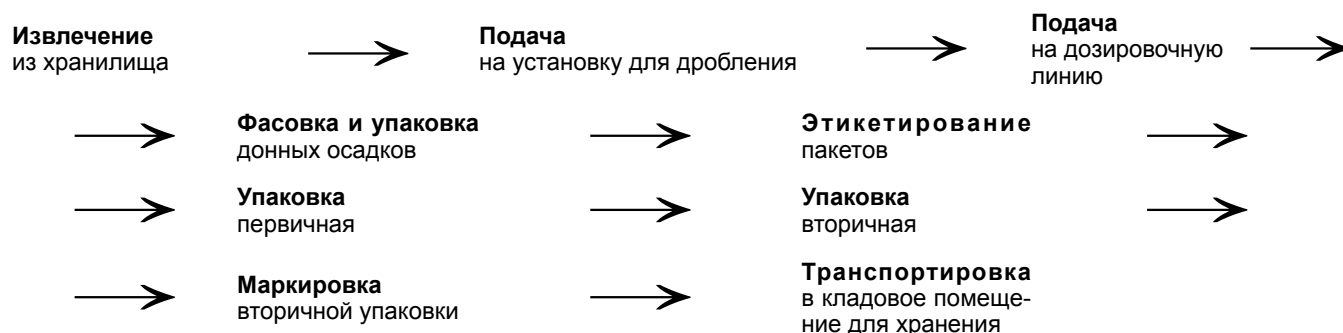 Извлечение
из хранилища
Подача
на установку для дробления
Подача
на дозировочную
линию
Фасовка и упаковка
донных осадков
Этикетирование
пакетов
Упаковка
первичная
Упаковка
вторичная
Маркировка
вторичной упаковки
Транспортировка
в кладовое помеще-
ние для хранения